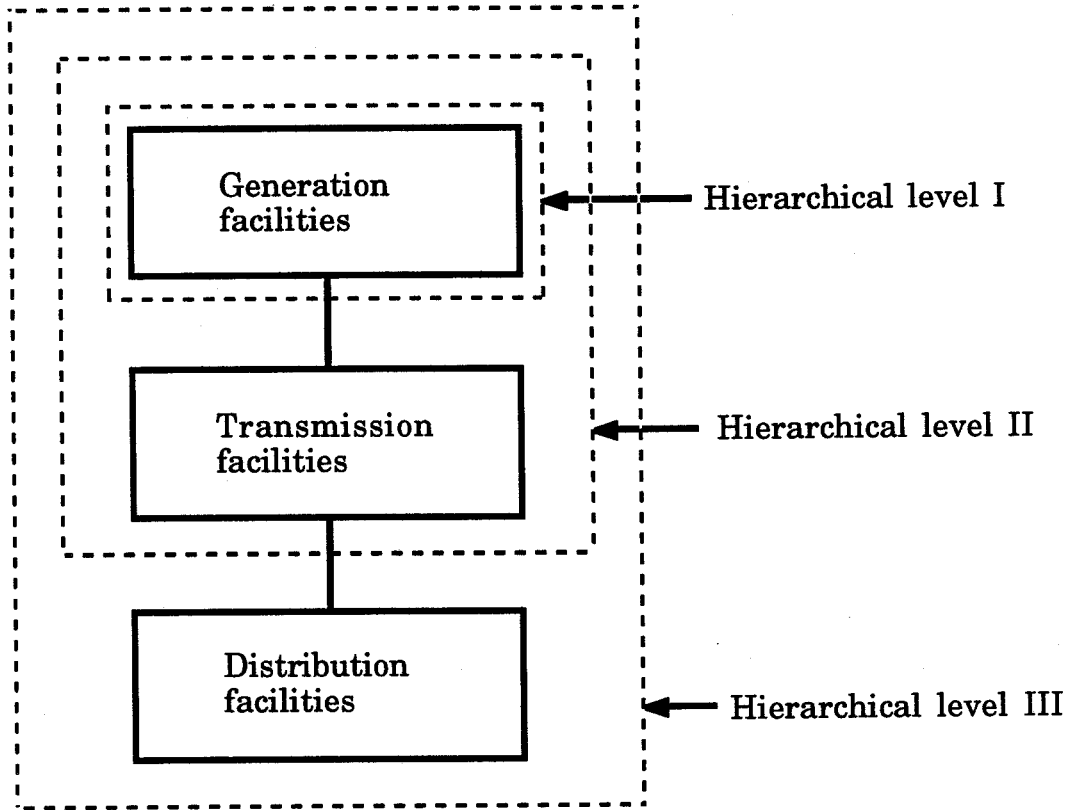 Generation
facilities
Hierarchical level I
Transmission
facilities
Hierarchical level II
Distribution
facilities
Hierarchical level III